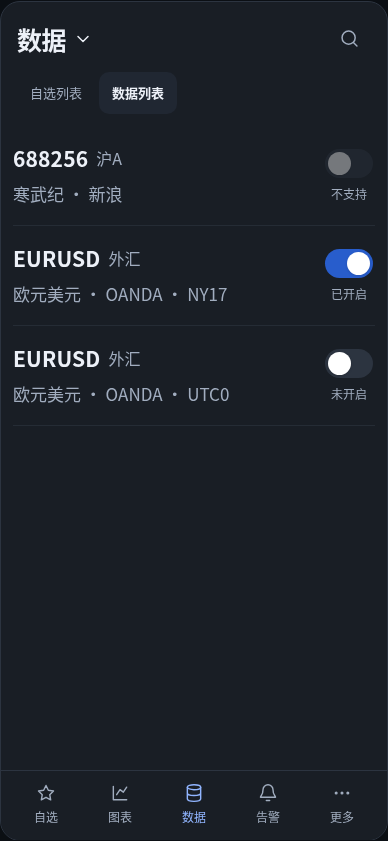 数据
自选列表 数据列表
688256 沪A
寒武纪 · 新浪
不支持
EURUSD 外汇
欧元美元 · OANDA · NY17
已开启
EURUSD 外汇
欧元美元 · OANDA · UTC0
未开启
自选 图表 数据 告警 更多